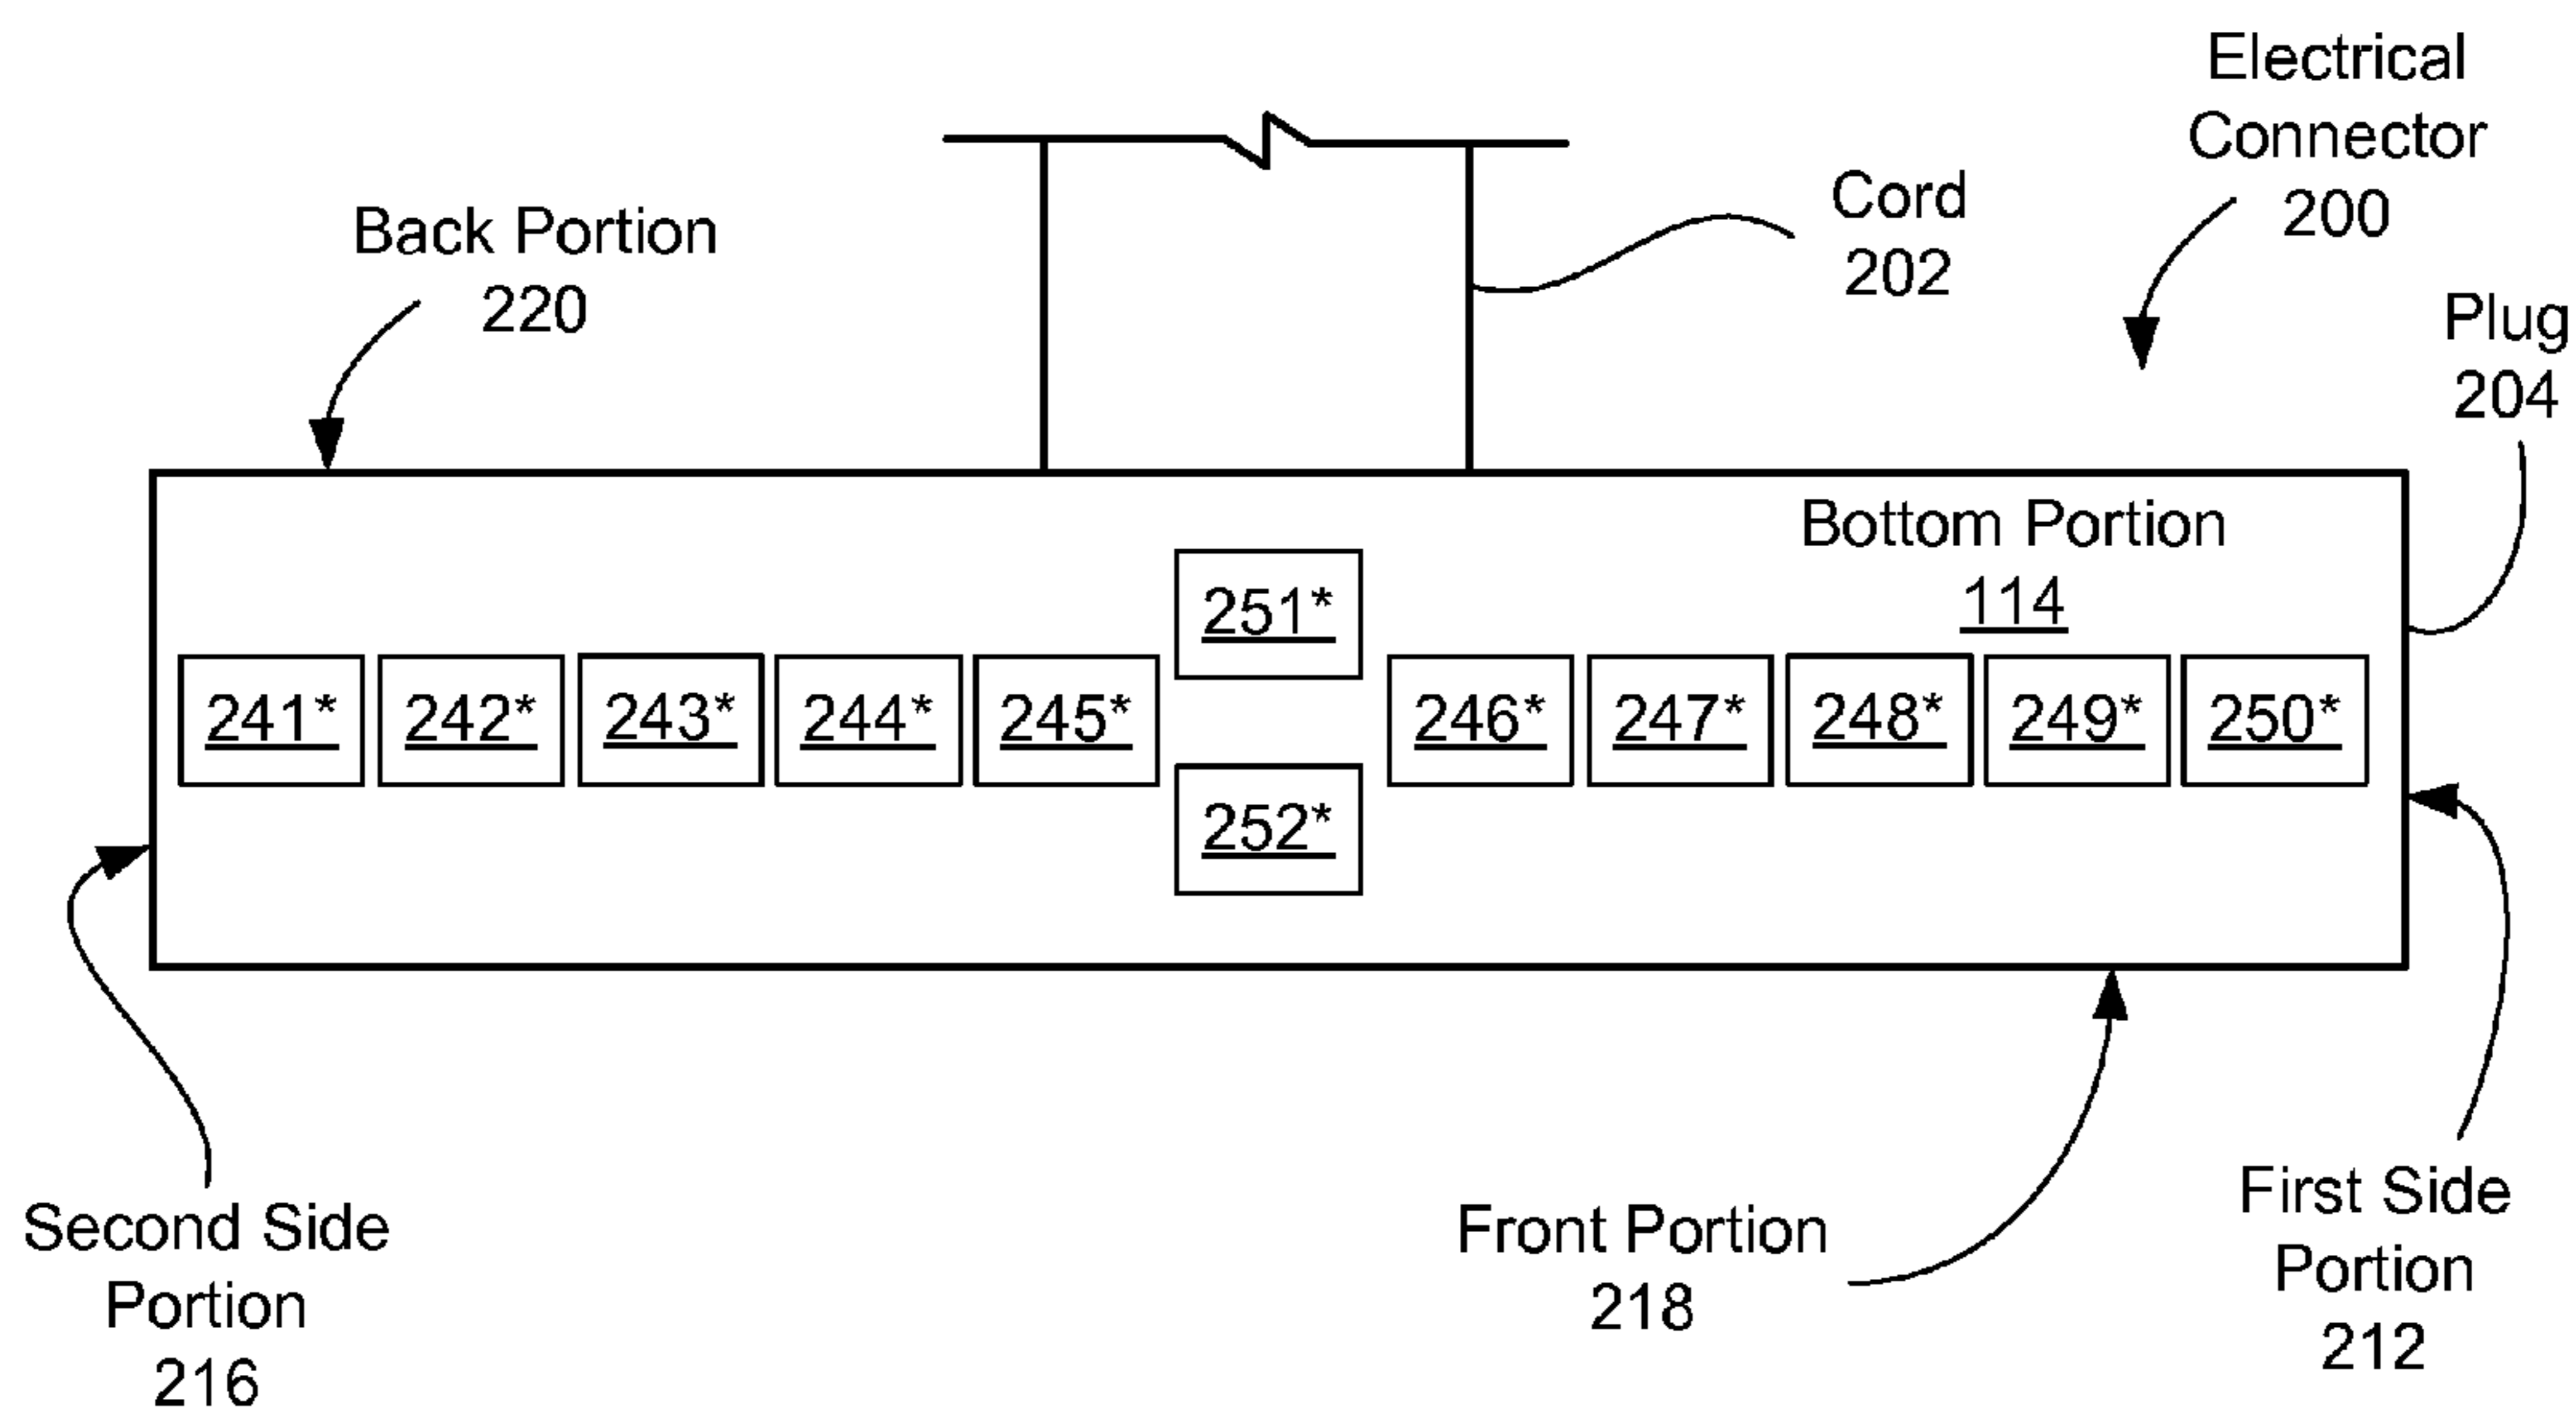 Electrical
Connector
200
Cord
202
Back Portion
220
Plug
204
Bottom Portion
114
251*
241* 242* 243* 244* 245* 246* 247* 248* 249* 250*
252*
Second Side
Portion
216
Front Portion
218
First Side
Portion
212